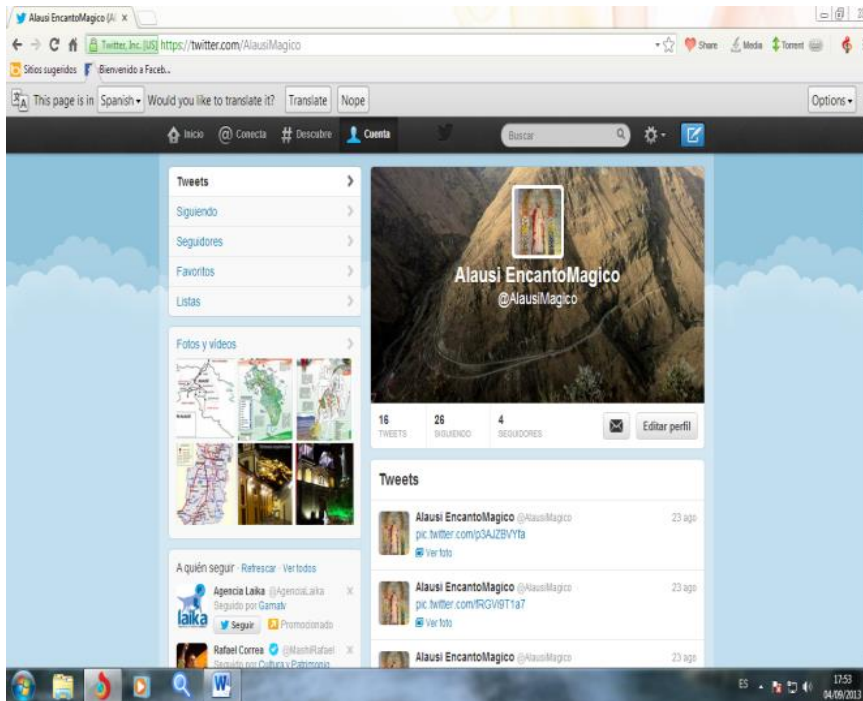 Alausi EncantoMagico (Al
Twitter, Inc. [US] https://twitter.com/AlausiMagico
Share Media Torrent
Sitios sugeridos Bienvenido a Faceb...
This page is in Spanish Would you like to translate it? Translate Nope Options
Inicio Conecta Descubre Cuenta Buscar
Tweets
Siguiendo
Seguidores
Favoritos
Listas
Fotos y vídeos
A quién seguir · Refrescar · Ver todos
Agencia Laika @AgenciaLaika
Seguido por Gamatv
laika
Seguir Promocionado
Rafael Correa @MashiRafael
Seguido por Cultura y Patrimonio
Alausi EncantoMagico
@AlausiMagico
16 TWEETS 26 SIGUIENDO 4 SEGUIDORES Editar perfil
Tweets
Alausi EncantoMagico @AlausiMagico 23 ago
pic.twitter.com/p3AJZBVYfa
Ver foto
Alausi EncantoMagico @AlausiMagico 23 ago
pic.twitter.com/fRGVi9T1a7
Ver foto
Alausi EncantoMagico @AlausiMagico 23 ago
ES 17:53
04/09/2013